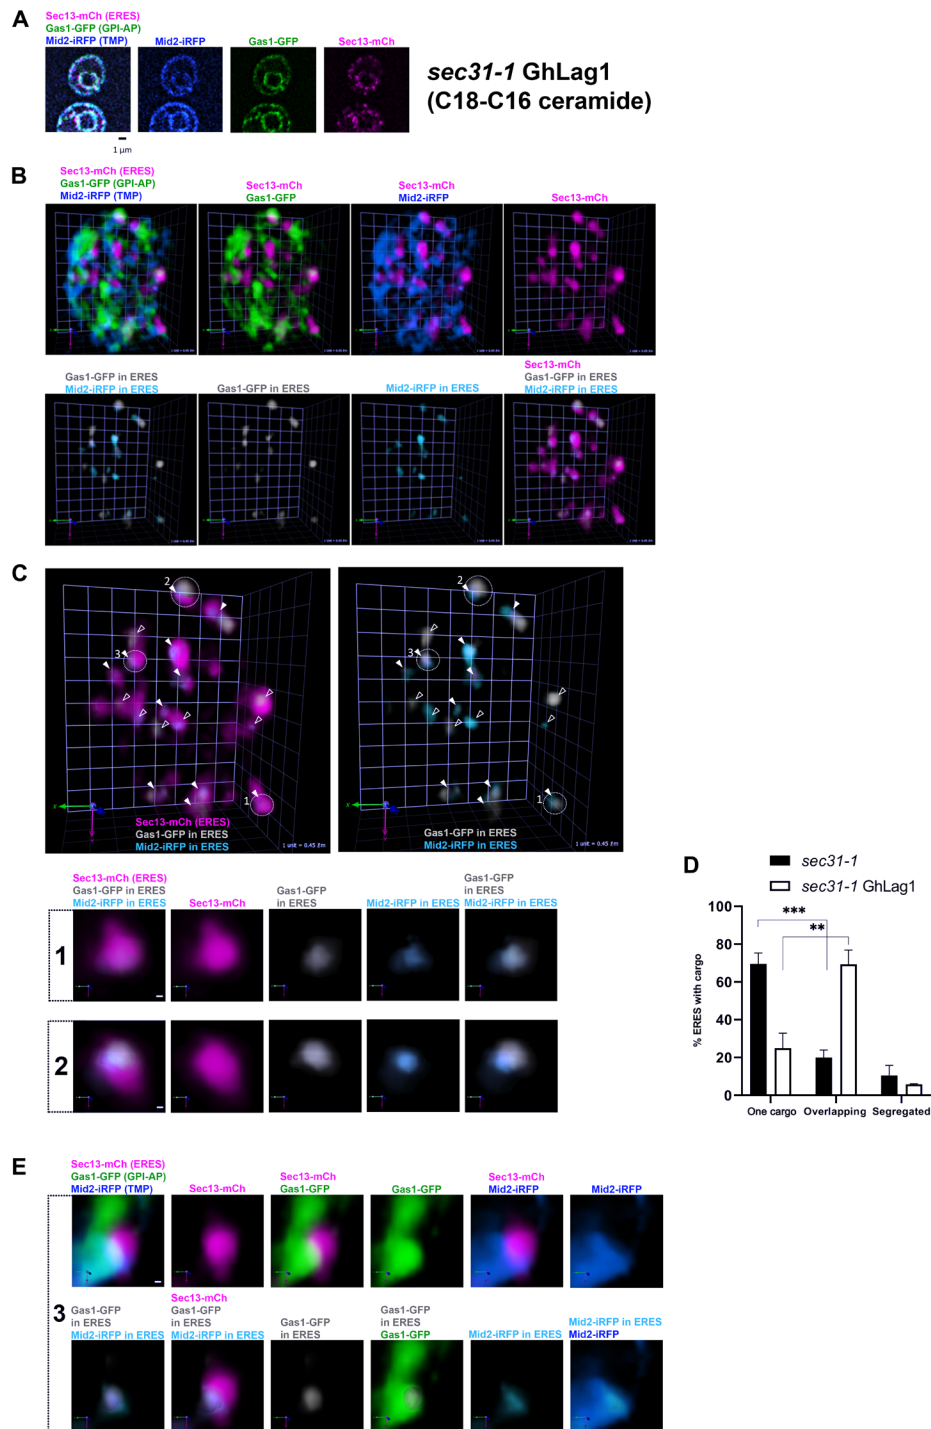 A
Sec13-mCh (ERES)
Gas1-GFP (GPI-AP)
Mid2-iRFP (TMP)
Mid2-iRFP
Gas1-GFP
Sec13-mCh
sec31-1 GhLag1
(C18-C16 ceramide)
1 µm
B
Sec13-mCh (ERES)
Gas1-GFP (GPI-AP)
Mid2-iRFP (TMP)
Sec13-mCh
Gas1-GFP
Sec13-mCh
Mid2-iRFP
Sec13-mCh
Gas1-GFP in ERES
Mid2-iRFP in ERES
Gas1-GFP in ERES
Mid2-iRFP in ERES
Sec13-mCh
Gas1-GFP in ERES
Mid2-iRFP in ERES
C
2
3
1
Sec13-mCh (ERES)
Gas1-GFP in ERES
Mid2-iRFP in ERES
2
3
1
Gas1-GFP in ERES
Mid2-iRFP in ERES
Sec13-mCh (ERES)
Gas1-GFP in ERES
Mid2-iRFP in ERES
Sec13-mCh
Gas1-GFP
in ERES
Mid2-iRFP in ERES
Gas1-GFP
in ERES
Mid2-iRFP in ERES
1
2
D
sec31-1
sec31-1 GhLag1
% ERES with cargo
100
80
60
40
20
0
***
**
One cargo
Overlapping
Segregated
E
Sec13-mCh (ERES)
Gas1-GFP (GPI-AP)
Mid2-iRFP (TMP)
Sec13-mCh
Sec13-mCh
Gas1-GFP
Gas1-GFP
Sec13-mCh
Mid2-iRFP
Mid2-iRFP
3
Gas1-GFP
in ERES
Mid2-iRFP in ERES
Sec13-mCh
Gas1-GFP
in ERES
Mid2-iRFP in ERES
Gas1-GFP
in ERES
Gas1-GFP
in ERES
Gas1-GFP
Mid2-iRFP in ERES
Mid2-iRFP in ERES
Mid2-iRFP